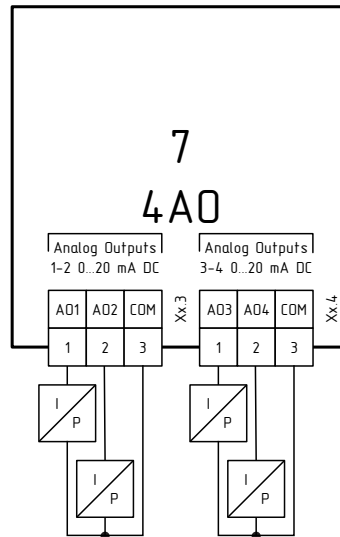 7
4AO
Analog Outputs
1-2 0...20 mA DC
Analog Outputs
3-4 0...20 mA DC
AO1 AO2 COM
Xx.3
AO3 AO4 COM
Xx.4
1 2 3
1 2 3
I
P
I
P
I
P
I
P